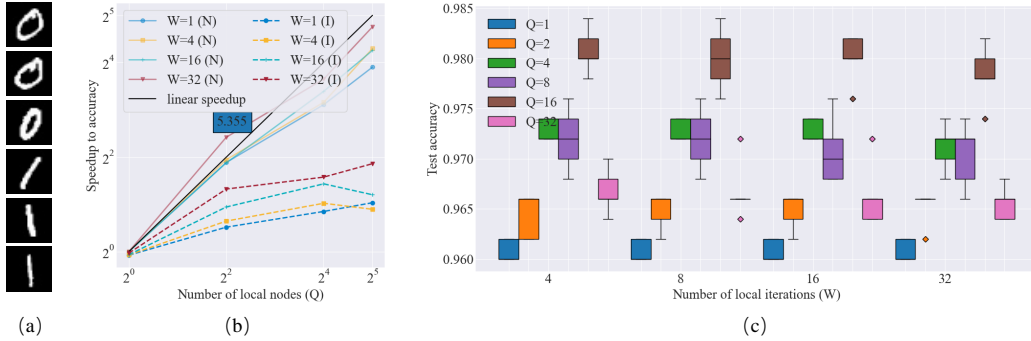 Speedup to accuracy
2^5
2^4
2^2
2^0
W=1 (N)
W=4 (N)
W=16 (N)
W=32 (N)
linear speedup
W=1 (I)
W=4 (I)
W=16 (I)
W=32 (I)
5.355
2^0 2^2 2^4 2^5
Number of local nodes (Q)
Test accuracy
0.985
0.980
0.975
0.970
0.965
0.960
Q=1
Q=2
Q=4
Q=8
Q=16
Q=32
4 8 16 32
Number of local iterations (W)
(a) (b) (c)